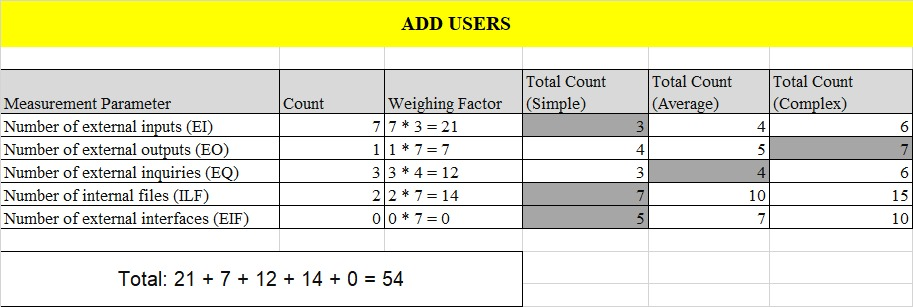 ADD USERS
Measurement Parameter Count Weighing Factor Total Count (Simple) Total Count (Average) Total Count (Complex)
Number of external inputs (EI) 7 7 * 3 = 21 3 4 6
Number of external outputs (EO) 1 1 * 7 = 7 4 5 7
Number of external inquiries (EQ) 3 3 * 4 = 12 3 4 6
Number of internal files (ILF) 2 2 * 7 = 14 7 10 15
Number of external interfaces (EIF) 0 0 * 7 = 0 5 7 10
Total: 21 + 7 + 12 + 14 + 0 = 54